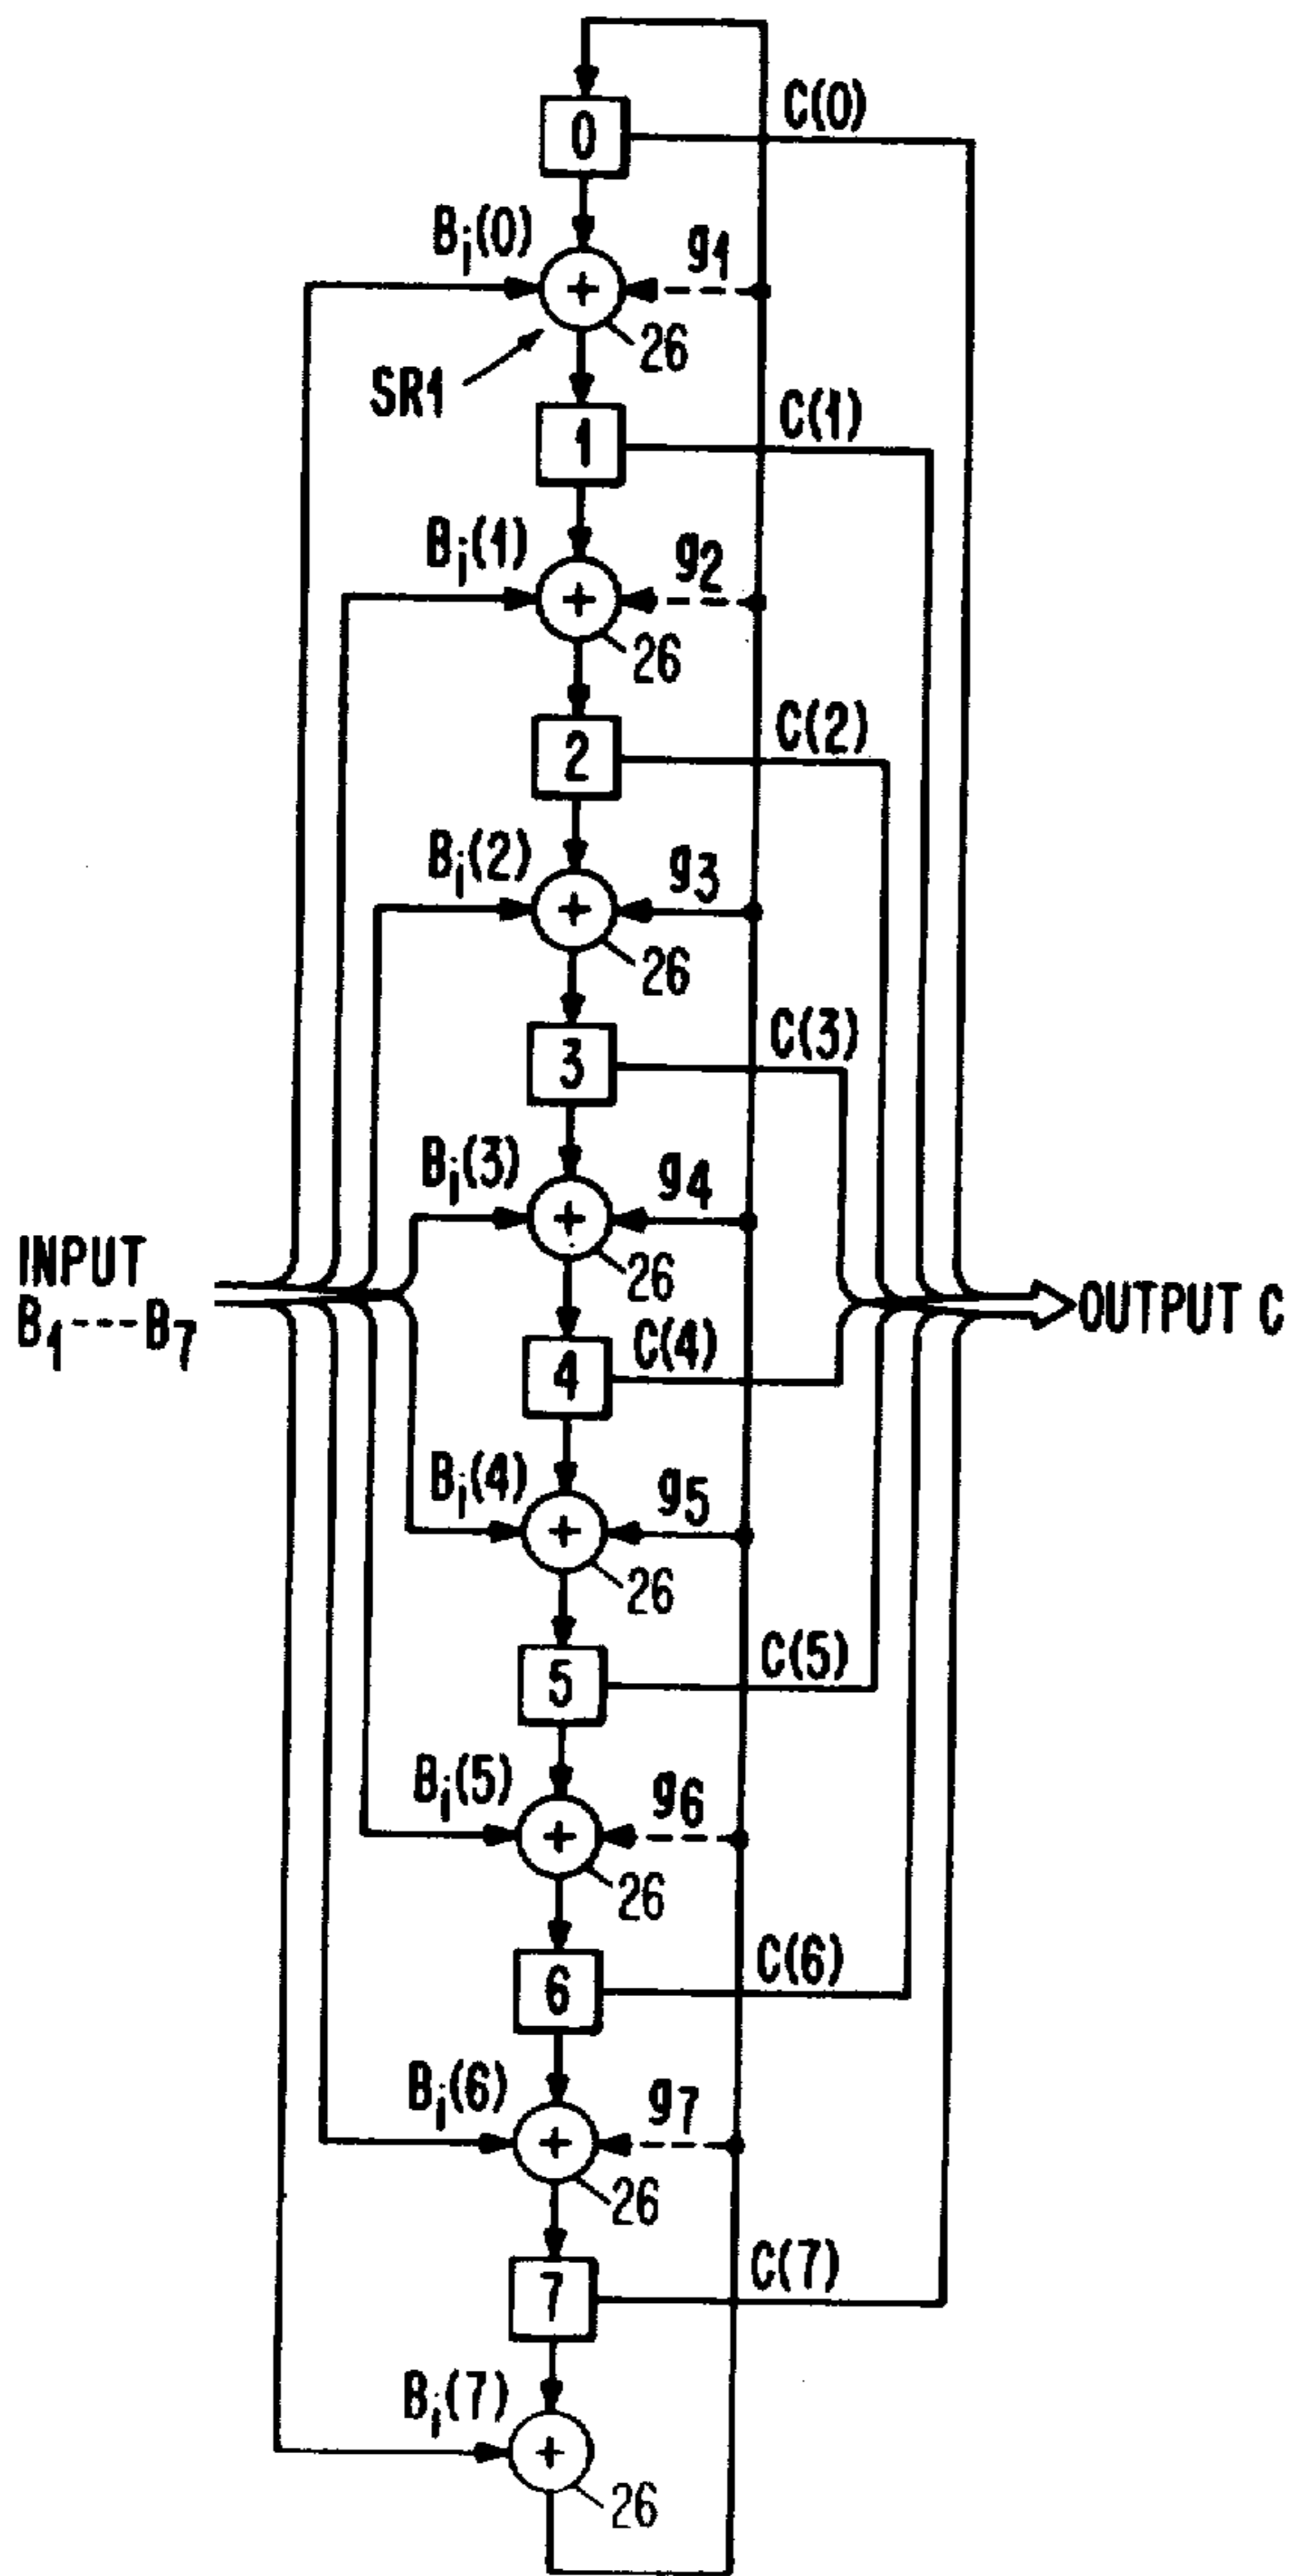 C(0)
0
Bi(0)
g1
26
SR1
C(1)
1
Bi(1)
g2
26
C(2)
2
Bi(2)
g3
26
C(3)
3
Bi(3)
g4
26
INPUT
B1---B7
OUTPUT C
C(4)
4
Bi(4)
g5
26
C(5)
5
Bi(5)
g6
26
C(6)
6
Bi(6)
g7
26
C(7)
7
Bi(7)
26